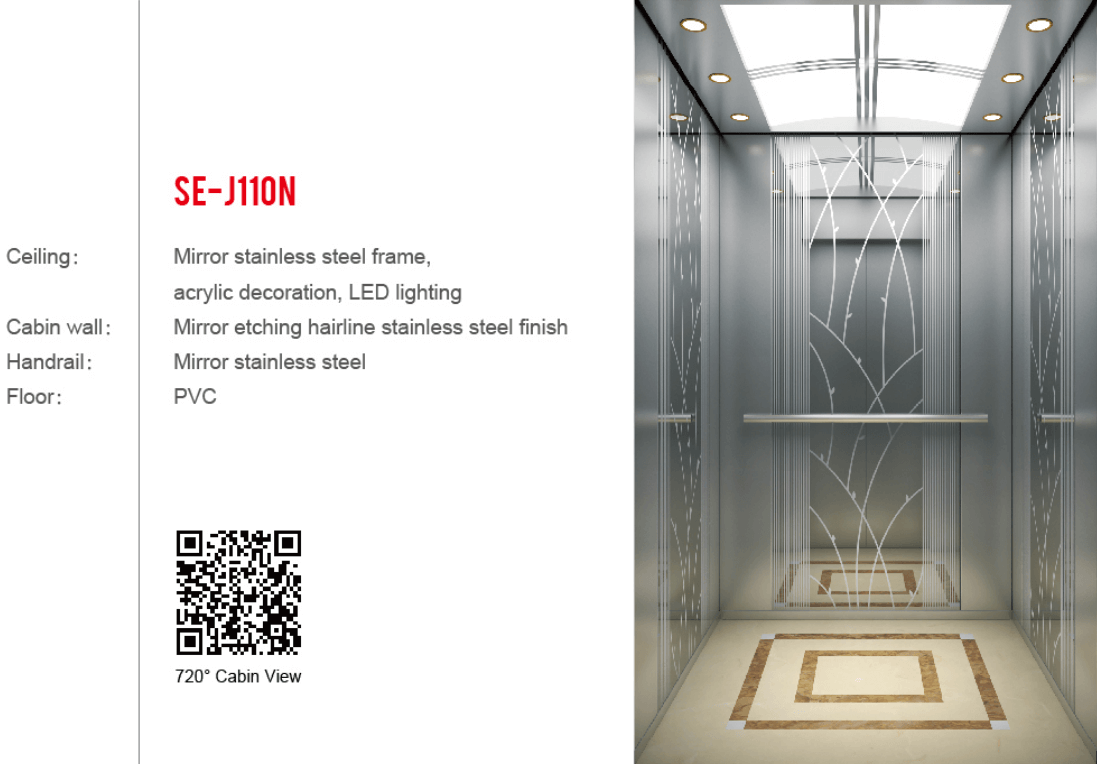 SE-J110N
Ceiling: Mirror stainless steel frame,
acrylic decoration, LED lighting
Cabin wall: Mirror etching hairline stainless steel finish
Handrail: Mirror stainless steel
Floor: PVC
720° Cabin View